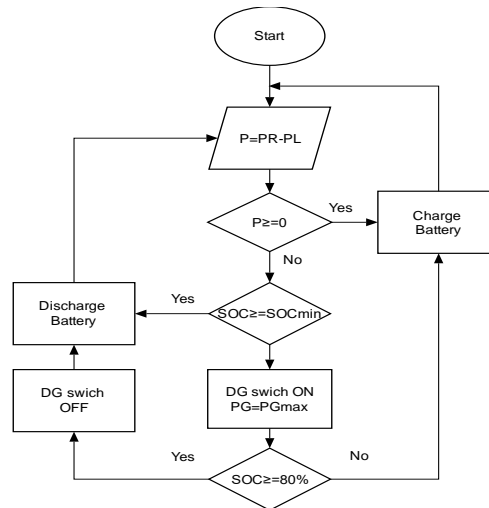 Start
P=PR-PL
P≥=0
Yes
Charge
Battery
No
SOC≥=SOCmin
Yes
Discharge
Battery
DG swich ON
PG=PGmax
DG swich
OFF
SOC≥=80%
Yes
No